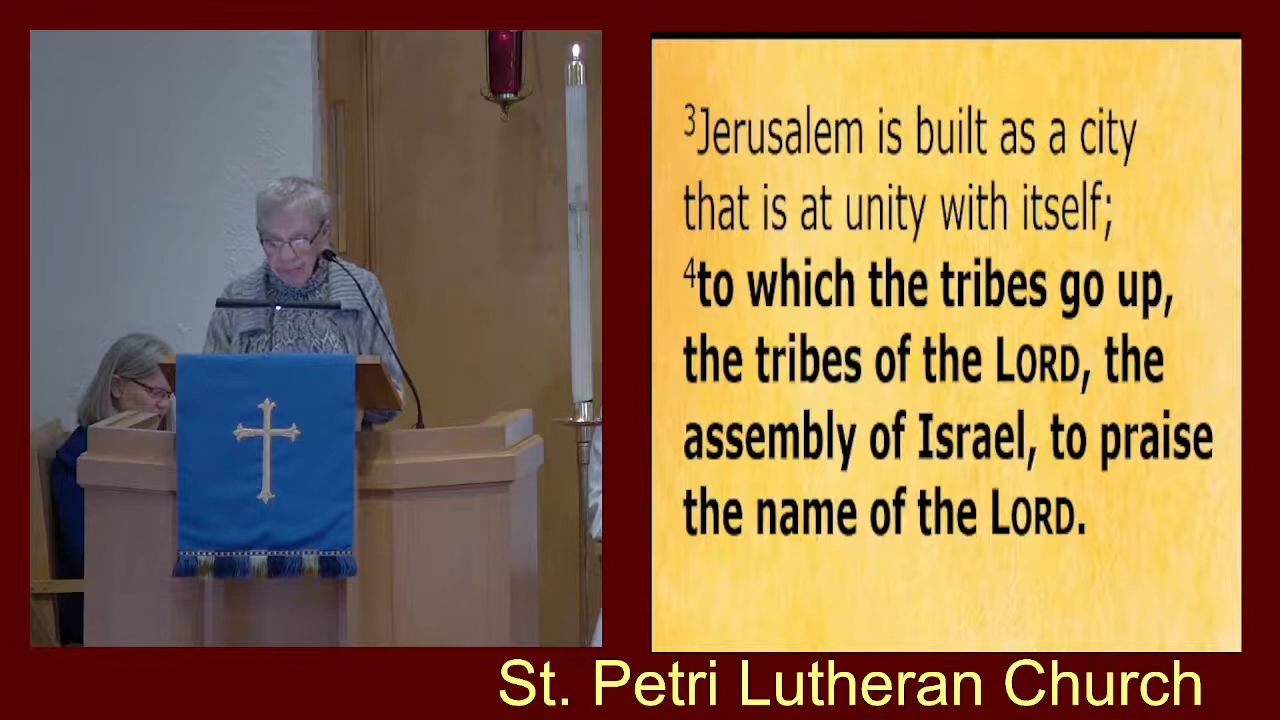 ³Jerusalem is built as a city
that is at unity with itself;
⁴to which the tribes go up,
the tribes of the LORD, the
assembly of Israel, to praise
the name of the LORD.
St. Petri Lutheran Church